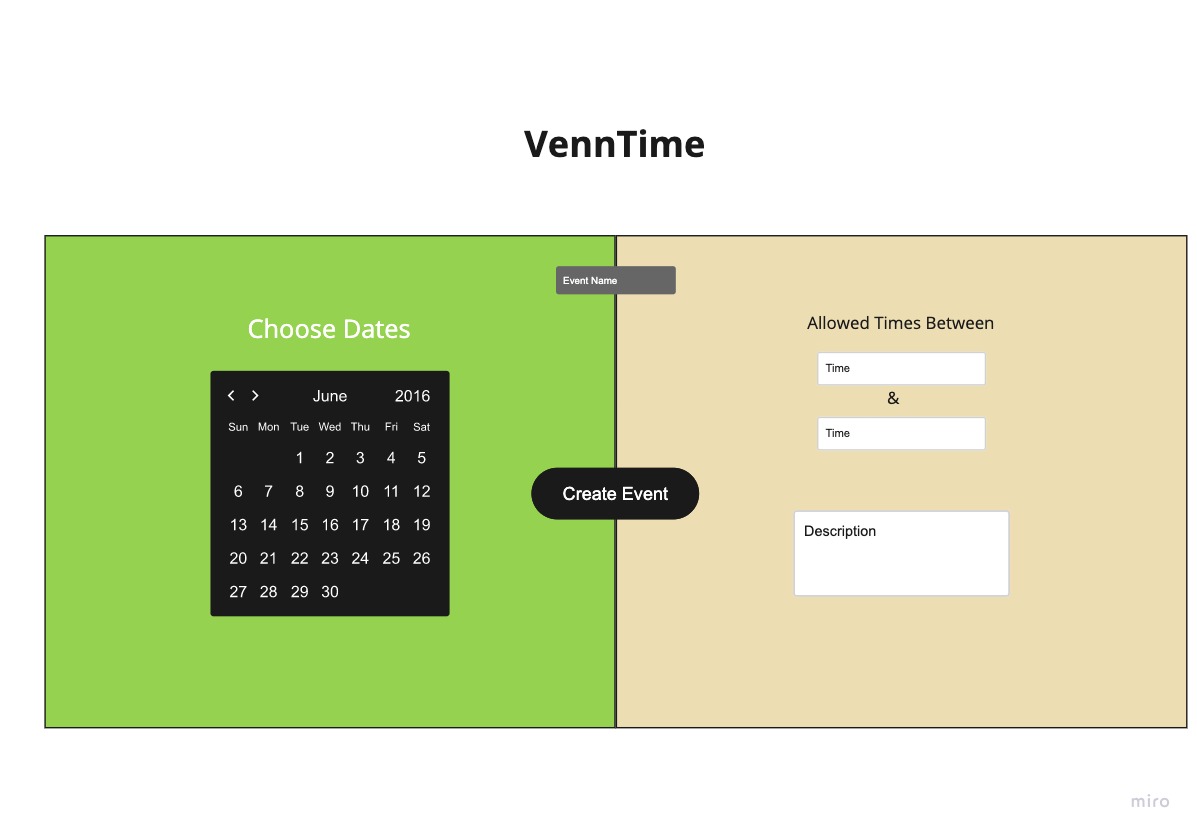 VennTime
Event Name
Choose Dates
June 2016
Sun Mon Tue Wed Thu Fri Sat
1 2 3 4 5
6 7 8 9 10 11 12
13 14 15 16 17 18 19
20 21 22 23 24 25 26
27 28 29 30
Create Event
Allowed Times Between
Time
&
Time
Description
miro